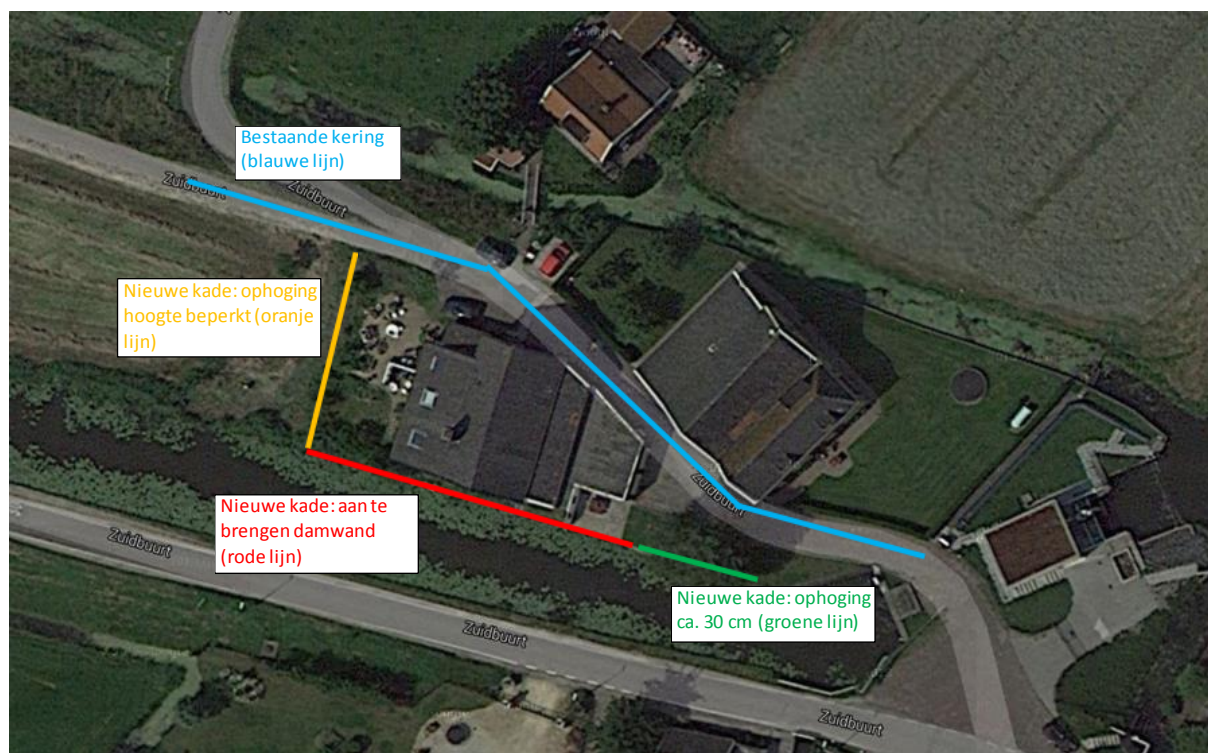 Bestaande kering
(blauwe lijn)
Zuidbuurt
Zuidbuurt
Nieuwe kade: ophoging
hoogte beperkt (oranje
lijn)
Zuidbuurt
Nieuwe kade: aan te
brengen damwand
(rode lijn)
Zuidbuurt
Nieuwe kade: ophoging
ca. 30 cm (groene lijn)
Zuidbuurt
Zuidbuurt